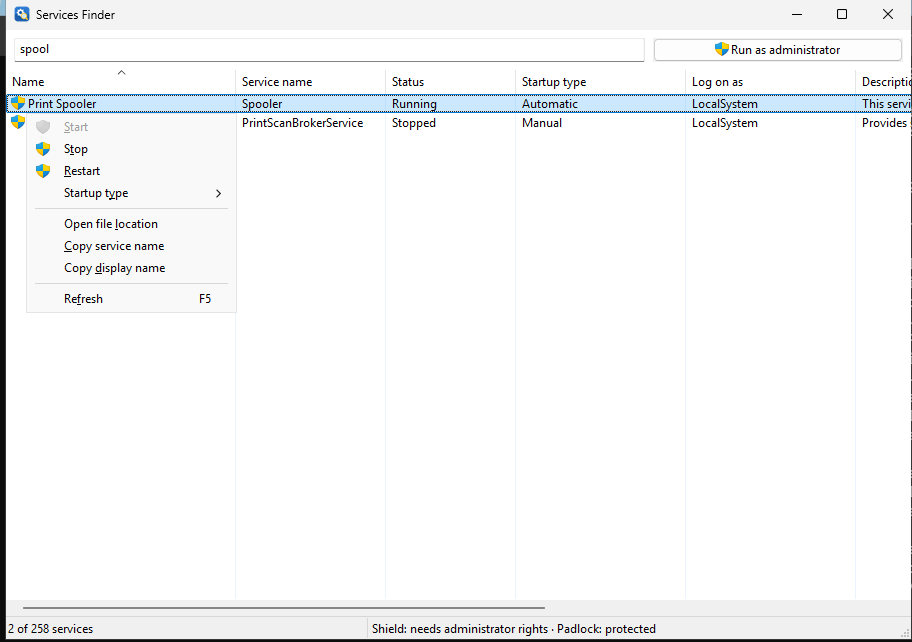 Services Finder
spool
Run as administrator
Name Service name Status Startup type Log on as Descriptio
Print Spooler Spooler Running Automatic LocalSystem This servi
PrintScanBrokerService Stopped Manual LocalSystem Provides
Start
Stop
Restart
Startup type
Open file location
Copy service name
Copy display name
Refresh F5
2 of 258 services
Shield: needs administrator rights · Padlock: protected